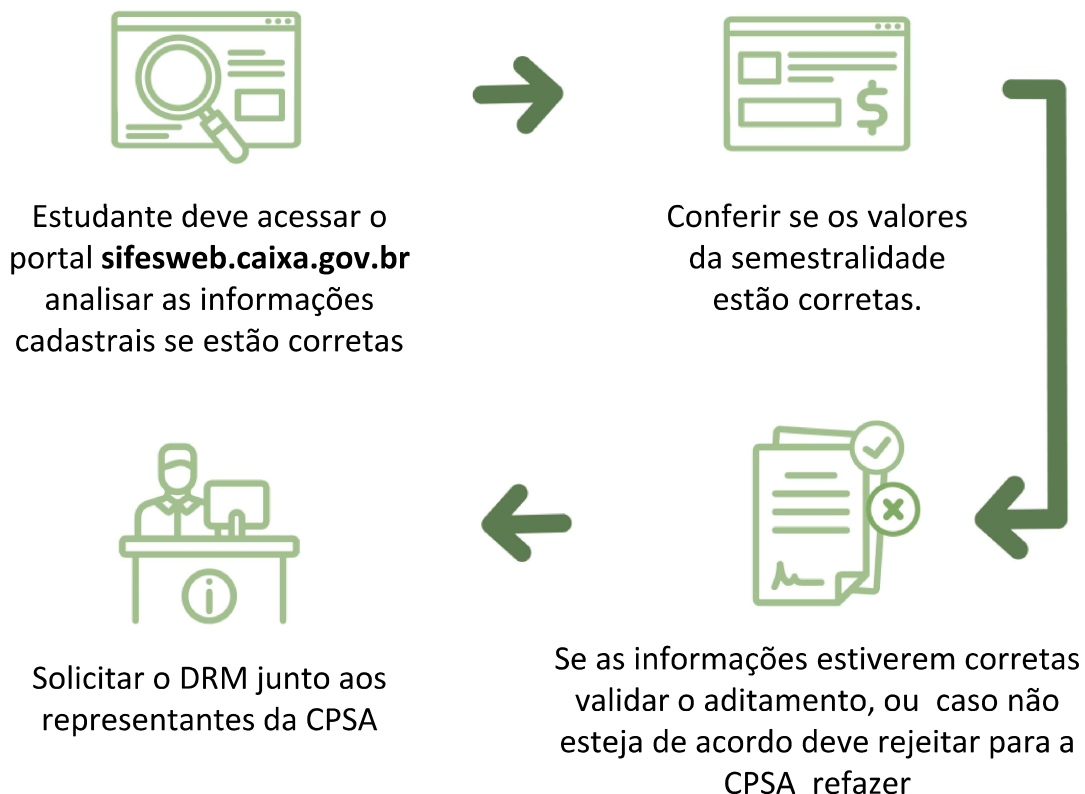 Estudante deve acessar o
portal sifesweb.caixa.gov.br
analisar as informações
cadastrais se estão corretas
$
Conferir se os valores
da semestralidade
estão corretas.
Se as informações estiverem corretas
validar o aditamento, ou  caso não
esteja de acordo deve rejeitar para a
CPSA  refazer
i
Solicitar o DRM junto aos
representantes da CPSA